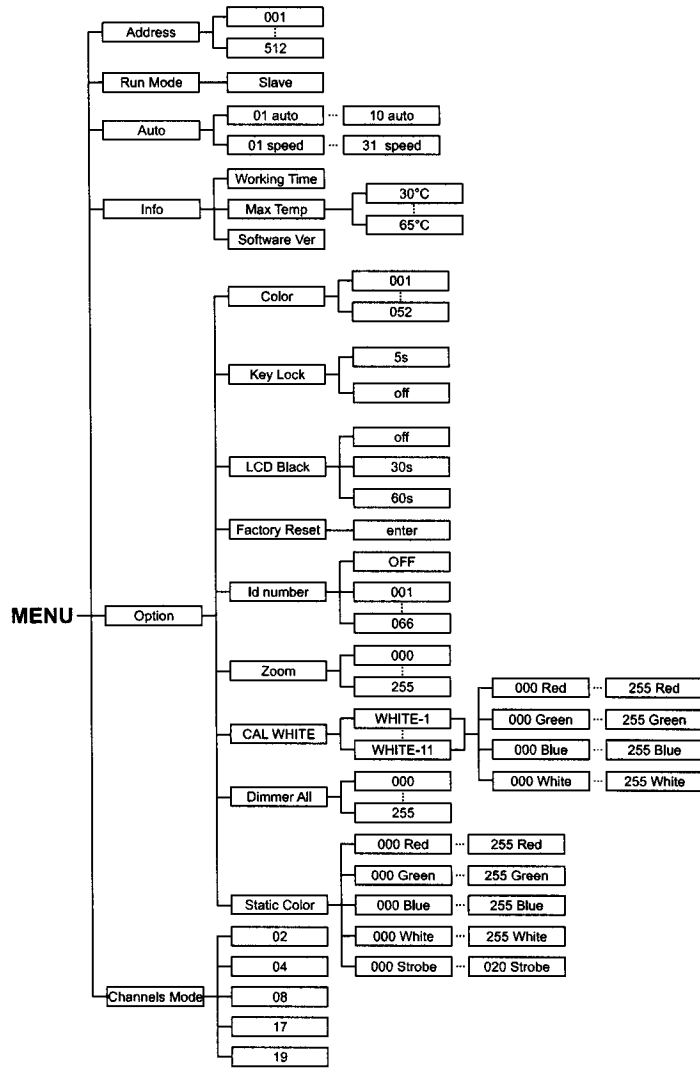 MENU
Address
001
512
Run Mode
Slave
Auto
01 auto ... 10 auto
01 speed ... 31 speed
Info
Working Time
Max Temp
30°C
65°C
Software Ver
Option
Color
001
052
Key Lock
5s
off
LCD Black
off
30s
60s
Factory Reset
enter
Id number
OFF
001
066
Zoom
000
255
CAL WHITE
WHITE-1
WHITE-11
000 Red ... 255 Red
000 Green ... 255 Green
000 Blue ... 255 Blue
000 White ... 255 White
Dimmer All
000
255
Static Color
000 Red ... 255 Red
000 Green ... 255 Green
000 Blue ... 255 Blue
000 White ... 255 White
000 Strobe ... 020 Strobe
Channels Mode
02
04
08
17
19